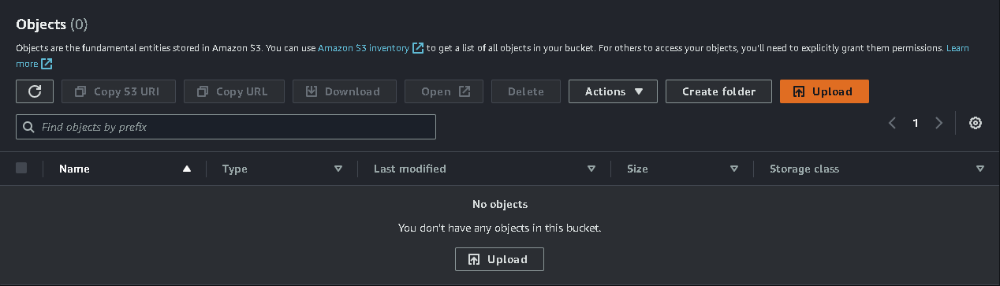 Objects (0)
Objects are the fundamental entities stored in Amazon S3. You can use Amazon S3 inventory to get a list of all objects in your bucket. For others to access your objects, you'll need to explicitly grant them permissions. Learn
more
Copy S3 URI Copy URL Download Open Delete Actions Create folder Upload
Find objects by prefix 1
Name Type Last modified Size Storage class
No objects
You don't have any objects in this bucket.
Upload